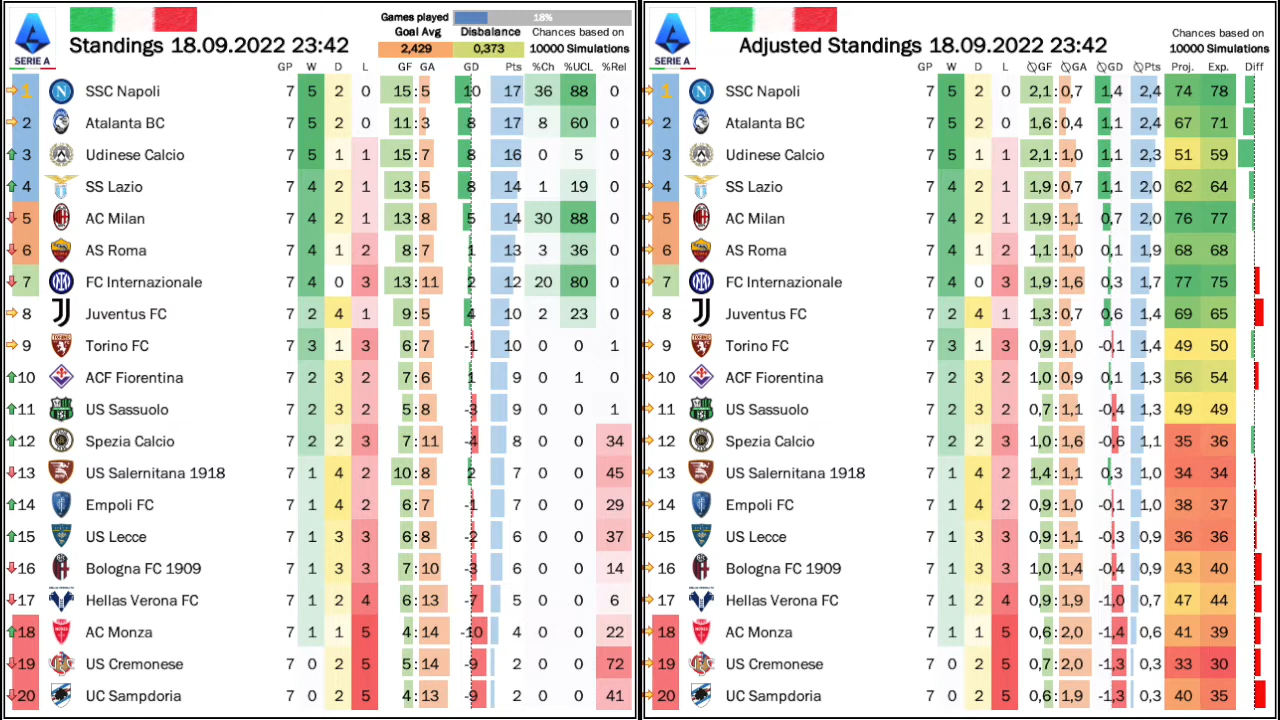 Games played 18%
Goal Avg Disbalance Chances based on
Standings 18.09.2022 23:42 2,429 0,373 10000 Simulations
SERIE A
GP W D L GF GA GD Pts %Ch %UCL %Rel
1 SSC Napoli 7 5 2 0 15 : 5 10 17 36 88 0
2 Atalanta BC 7 5 2 0 11 : 3 8 17 8 60 0
3 Udinese Calcio 7 5 1 1 15 : 7 8 16 0 5 0
4 SS Lazio 7 4 2 1 13 : 5 8 14 1 19 0
5 AC Milan 7 4 2 1 13 : 8 5 14 30 88 0
6 AS Roma 7 4 1 2 8 : 7 1 13 3 36 0
7 FC Internazionale 7 4 0 3 13 : 11 2 12 20 80 0
8 Juventus FC 7 2 4 1 9 : 5 4 10 2 23 0
9 Torino FC 7 3 1 3 6 : 7 -1 10 0 0 1
10 ACF Fiorentina 7 2 3 2 7 : 6 1 9 0 1 0
11 US Sassuolo 7 2 3 2 5 : 8 -3 9 0 0 1
12 Spezia Calcio 7 2 2 3 7 : 11 -4 8 0 0 34
13 US Salernitana 1918 7 1 4 2 10 : 8 2 7 0 0 45
14 Empoli FC 7 1 4 2 6 : 7 -1 7 0 0 29
15 US Lecce 7 1 3 3 6 : 8 -2 6 0 0 37
16 Bologna FC 1909 7 1 3 3 7 : 10 -3 6 0 0 14
17 Hellas Verona FC 7 1 2 4 6 : 13 -7 5 0 0 6
18 AC Monza 7 1 1 5 4 : 14 -10 4 0 0 22
19 US Cremonese 7 0 2 5 5 : 14 -9 2 0 0 72
20 UC Sampdoria 7 0 2 5 4 : 13 -9 2 0 0 41
Chances based on
Adjusted Standings 18.09.2022 23:42 10000 Simulations
SERIE A
GP W D L ∅GF ∅GA ∅GD ∅Pts Proj. Exp. Diff
1 SSC Napoli 7 5 2 0 2,1 : 0,7 1,4 2,4 74 78
2 Atalanta BC 7 5 2 0 1,6 : 0,4 1,1 2,4 67 71
3 Udinese Calcio 7 5 1 1 2,1 : 1,0 1,1 2,3 51 59
4 SS Lazio 7 4 2 1 1,9 : 0,7 1,1 2,0 62 64
5 AC Milan 7 4 2 1 1,9 : 1,1 0,7 2,0 76 77
6 AS Roma 7 4 1 2 1,1 : 1,0 0,1 1,9 68 68
7 FC Internazionale 7 4 0 3 1,9 : 1,6 0,3 1,7 77 75
8 Juventus FC 7 2 4 1 1,3 : 0,7 0,6 1,4 69 65
9 Torino FC 7 3 1 3 0,9 : 1,0 -0,1 1,4 49 50
10 ACF Fiorentina 7 2 3 2 1,0 : 0,9 0,1 1,3 56 54
11 US Sassuolo 7 2 3 2 0,7 : 1,1 -0,4 1,3 49 49
12 Spezia Calcio 7 2 2 3 1,0 : 1,6 -0,6 1,1 35 36
13 US Salernitana 1918 7 1 4 2 1,4 : 1,1 0,3 1,0 34 34
14 Empoli FC 7 1 4 2 0,9 : 1,0 -0,1 1,0 38 37
15 US Lecce 7 1 3 3 0,9 : 1,1 -0,3 0,9 36 36
16 Bologna FC 1909 7 1 3 3 1,0 : 1,4 -0,4 0,9 43 40
17 Hellas Verona FC 7 1 2 4 0,9 : 1,9 -1,0 0,7 47 44
18 AC Monza 7 1 1 5 0,6 : 2,0 -1,4 0,6 41 39
19 US Cremonese 7 0 2 5 0,7 : 2,0 -1,3 0,3 33 30
20 UC Sampdoria 7 0 2 5 0,6 : 1,9 -1,3 0,3 40 35